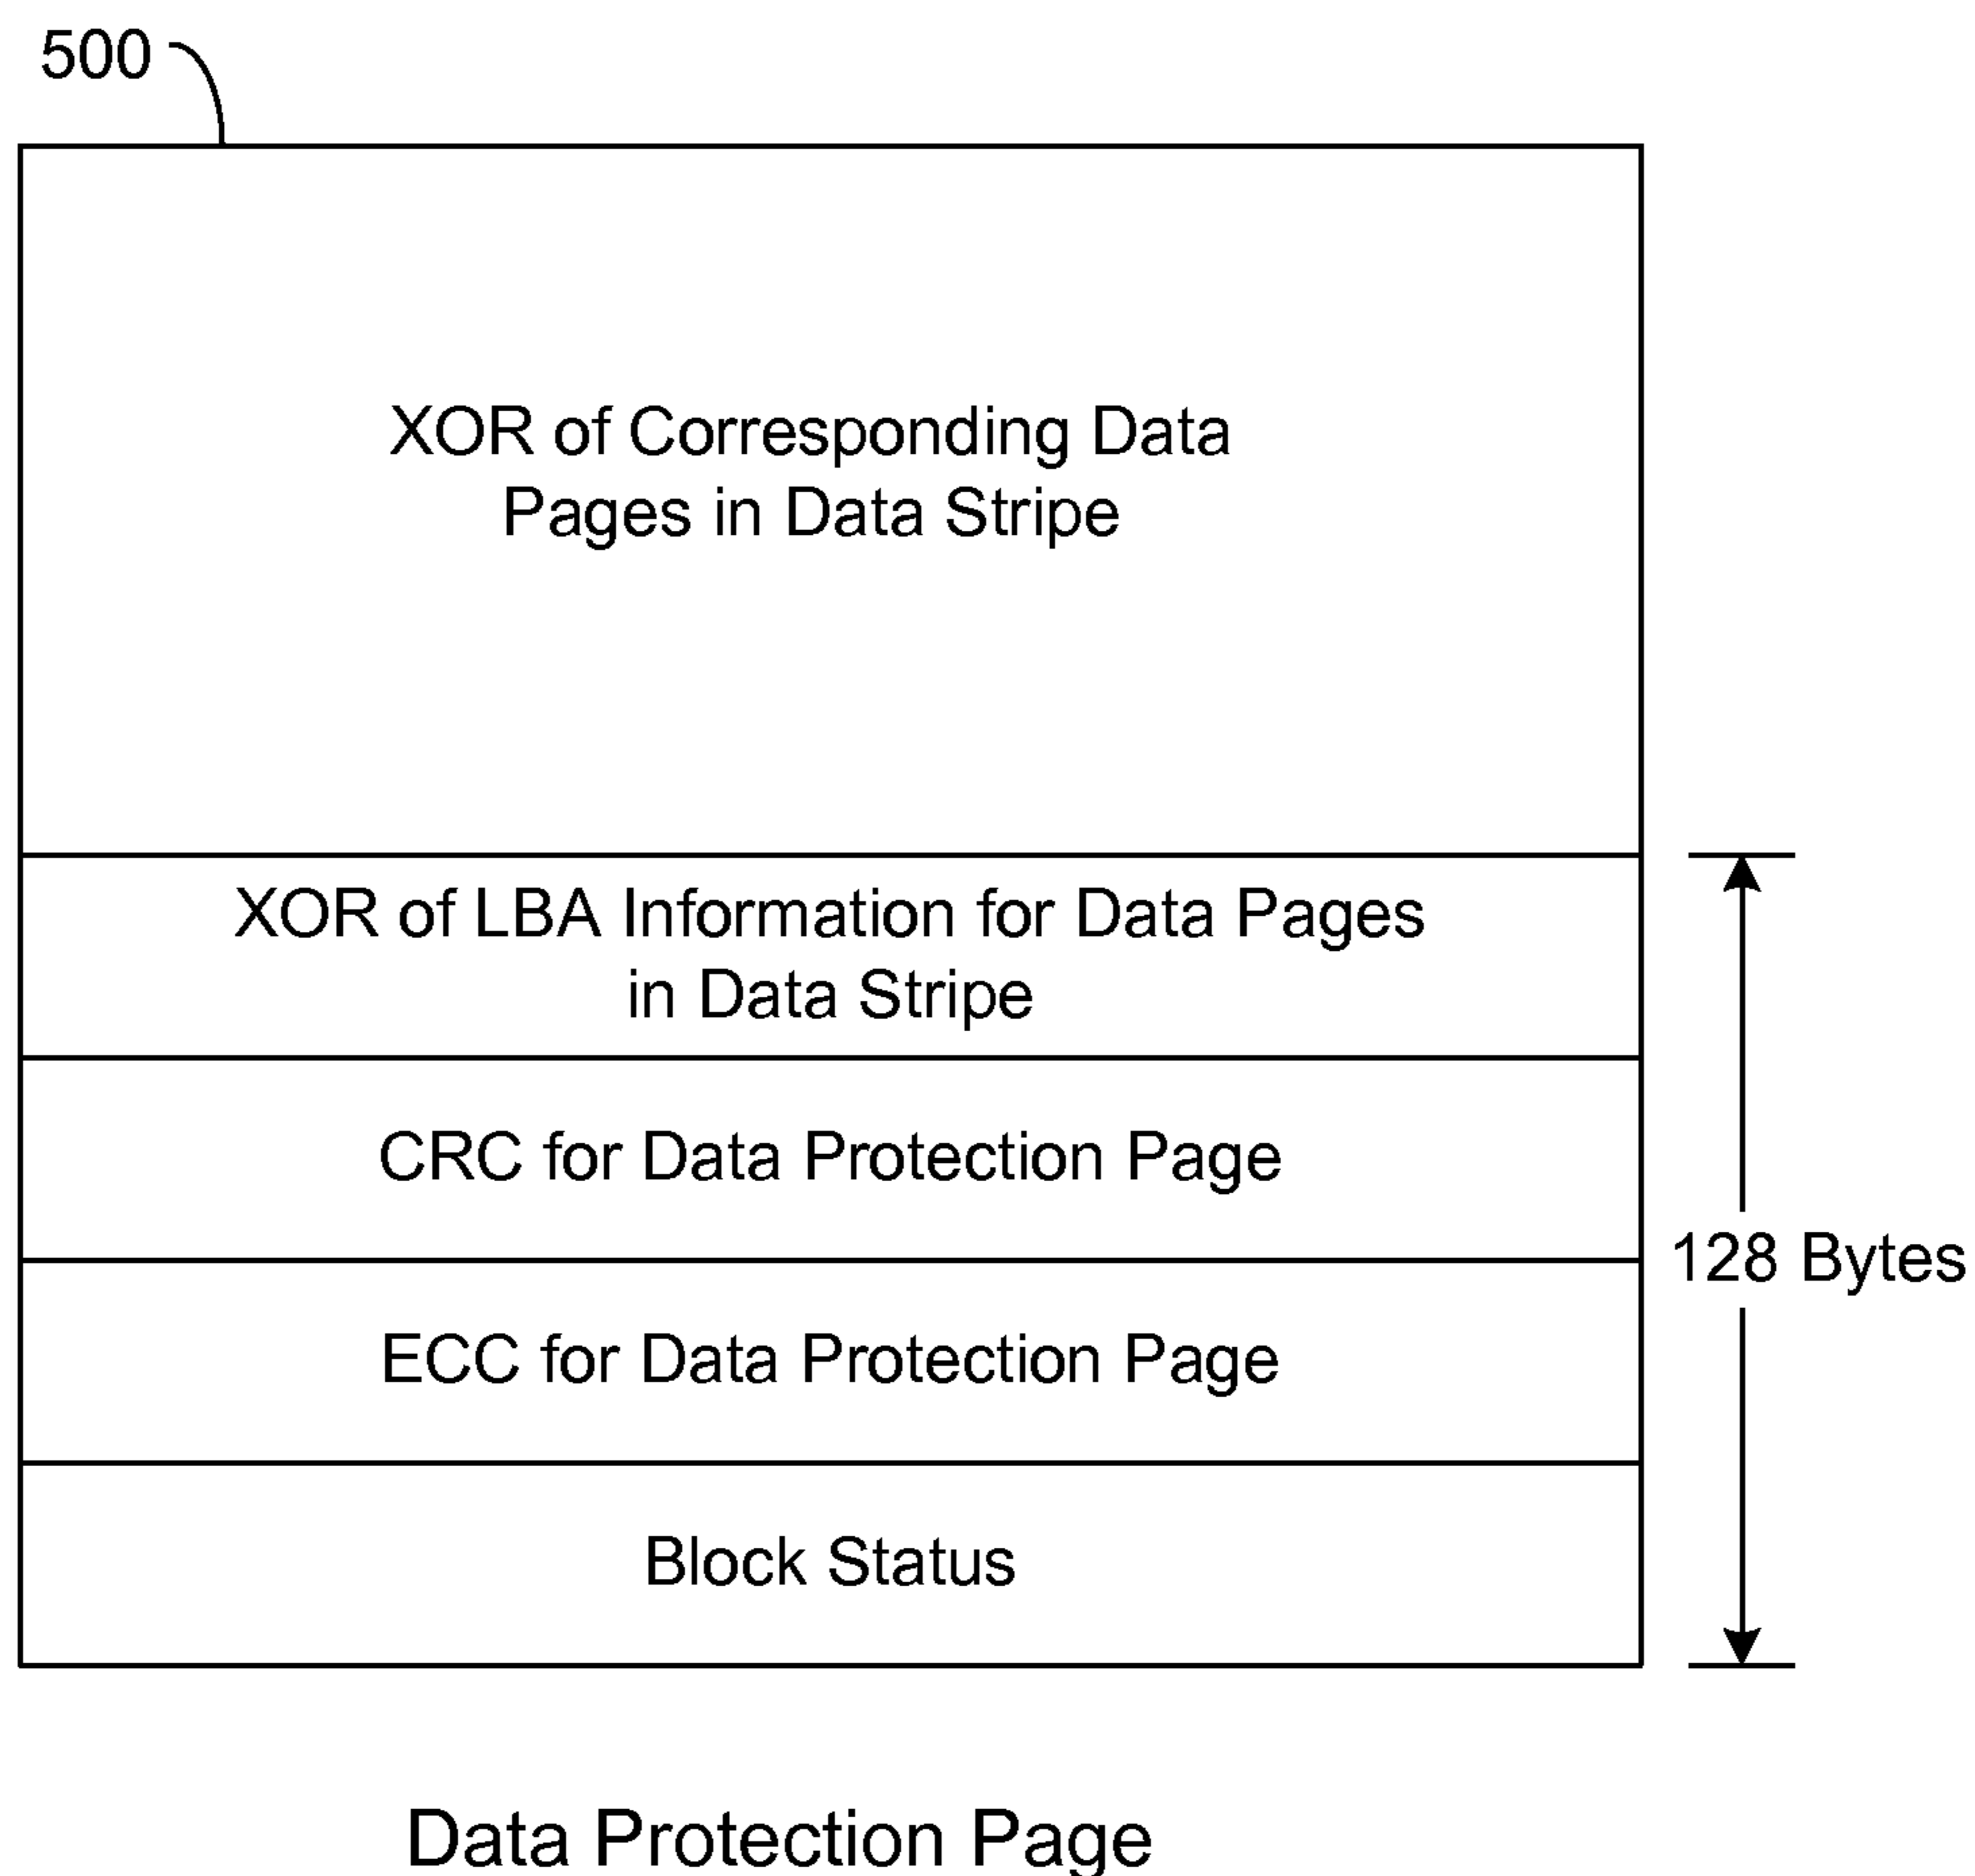 500
XOR of Corresponding Data
Pages in Data Stripe
XOR of LBA Information for Data Pages
in Data Stripe
CRC for Data Protection Page
128 Bytes
ECC for Data Protection Page
Block Status
Data Protection Page